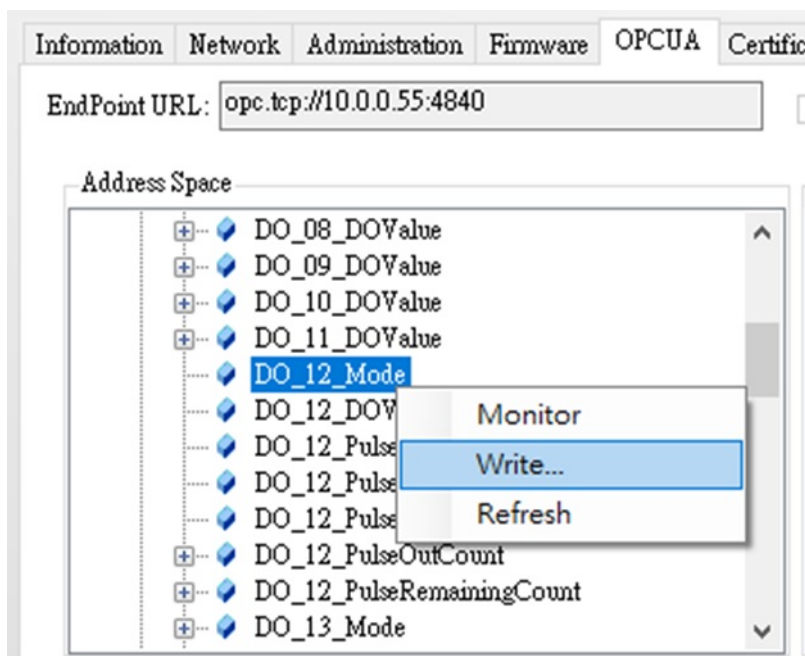 Information Network Administration Firmware OPCUA Certific
EndPoint URL: opc.tcp://10.0.0.55:4840
Address Space
DO_08_DOValue
DO_09_DOValue
DO_10_DOValue
DO_11_DOValue
DO_12_Mode
DO_12_DOV
Monitor
DO_12_Pulse
Write...
DO_12_Pulse
DO_12_Pulse
Refresh
DO_12_PulseOutCount
DO_12_PulseRemainingCount
DO_13_Mode